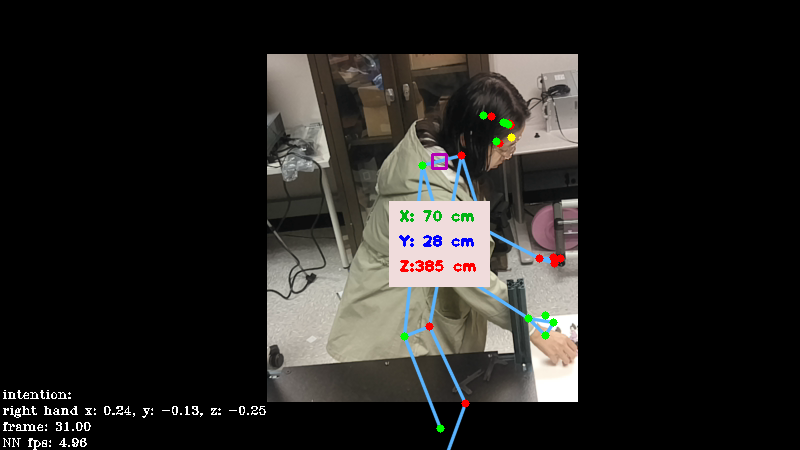 X: 70 cm
Y: 28 cm
Z:385 cm
intention:
right hand x: 0.24, y: −0.13, z: −0.25
frame: 31.00
NN fps: 4.96